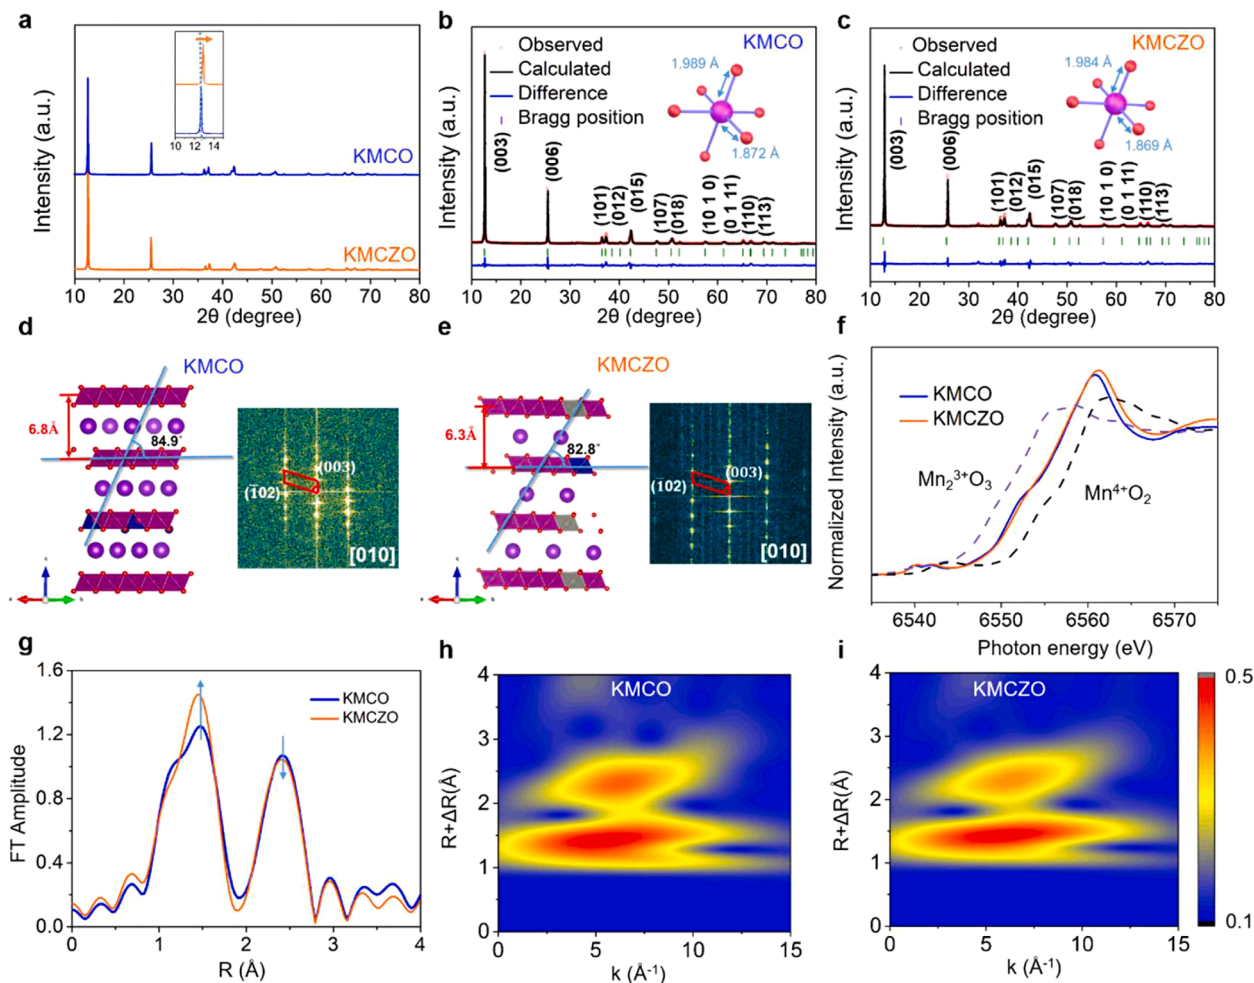 a
Intensity (a.u.)
10 12 14
KMCO
KMCZO
10 20 30 40 50 60 70 80
2θ (degree)
b
Intensity (a.u.)
Observed
Calculated
Difference
Bragg position
KMCO
1.989 Å
1.872 Å
(003)
(006)
(101)
(012)
(015)
(107)
(018)
(10 1 0)
(0 1 11)
(110)
(113)
10 20 30 40 50 60 70 80
2θ (degree)
c
Intensity (a.u.)
Observed
Calculated
Difference
Bragg position
KMCZO
1.984 Å
1.869 Å
(003)
(006)
(101)
(012)
(015)
(107)
(018)
(10 1 0)
(0 1 11)
(110)
(113)
10 20 30 40 50 60 70 80
2θ (degree)
d
KMCO
6.8Å
84.9°
(003)
(1̄02)
[010]
e
KMCZO
6.3Å
82.8°
(003)
(102)
[010]
f
Normalized Intensity (a.u.)
KMCO
KMCZO
Mn₂³⁺O₃
Mn⁴⁺O₂
6540 6550 6560 6570
Photon energy (eV)
g
FT Amplitude
1.6
1.2
0.8
0.4
0.0
KMCO
KMCZO
0 1 2 3 4
R (Å)
h
R+ΔR(Å)
KMCO
4
3
2
1
0
0 5 10 15
k (Å⁻¹)
i
R+ΔR(Å)
KMCZO
4
3
2
1
0
0 5 10 15
k (Å⁻¹)
0.5
0.1